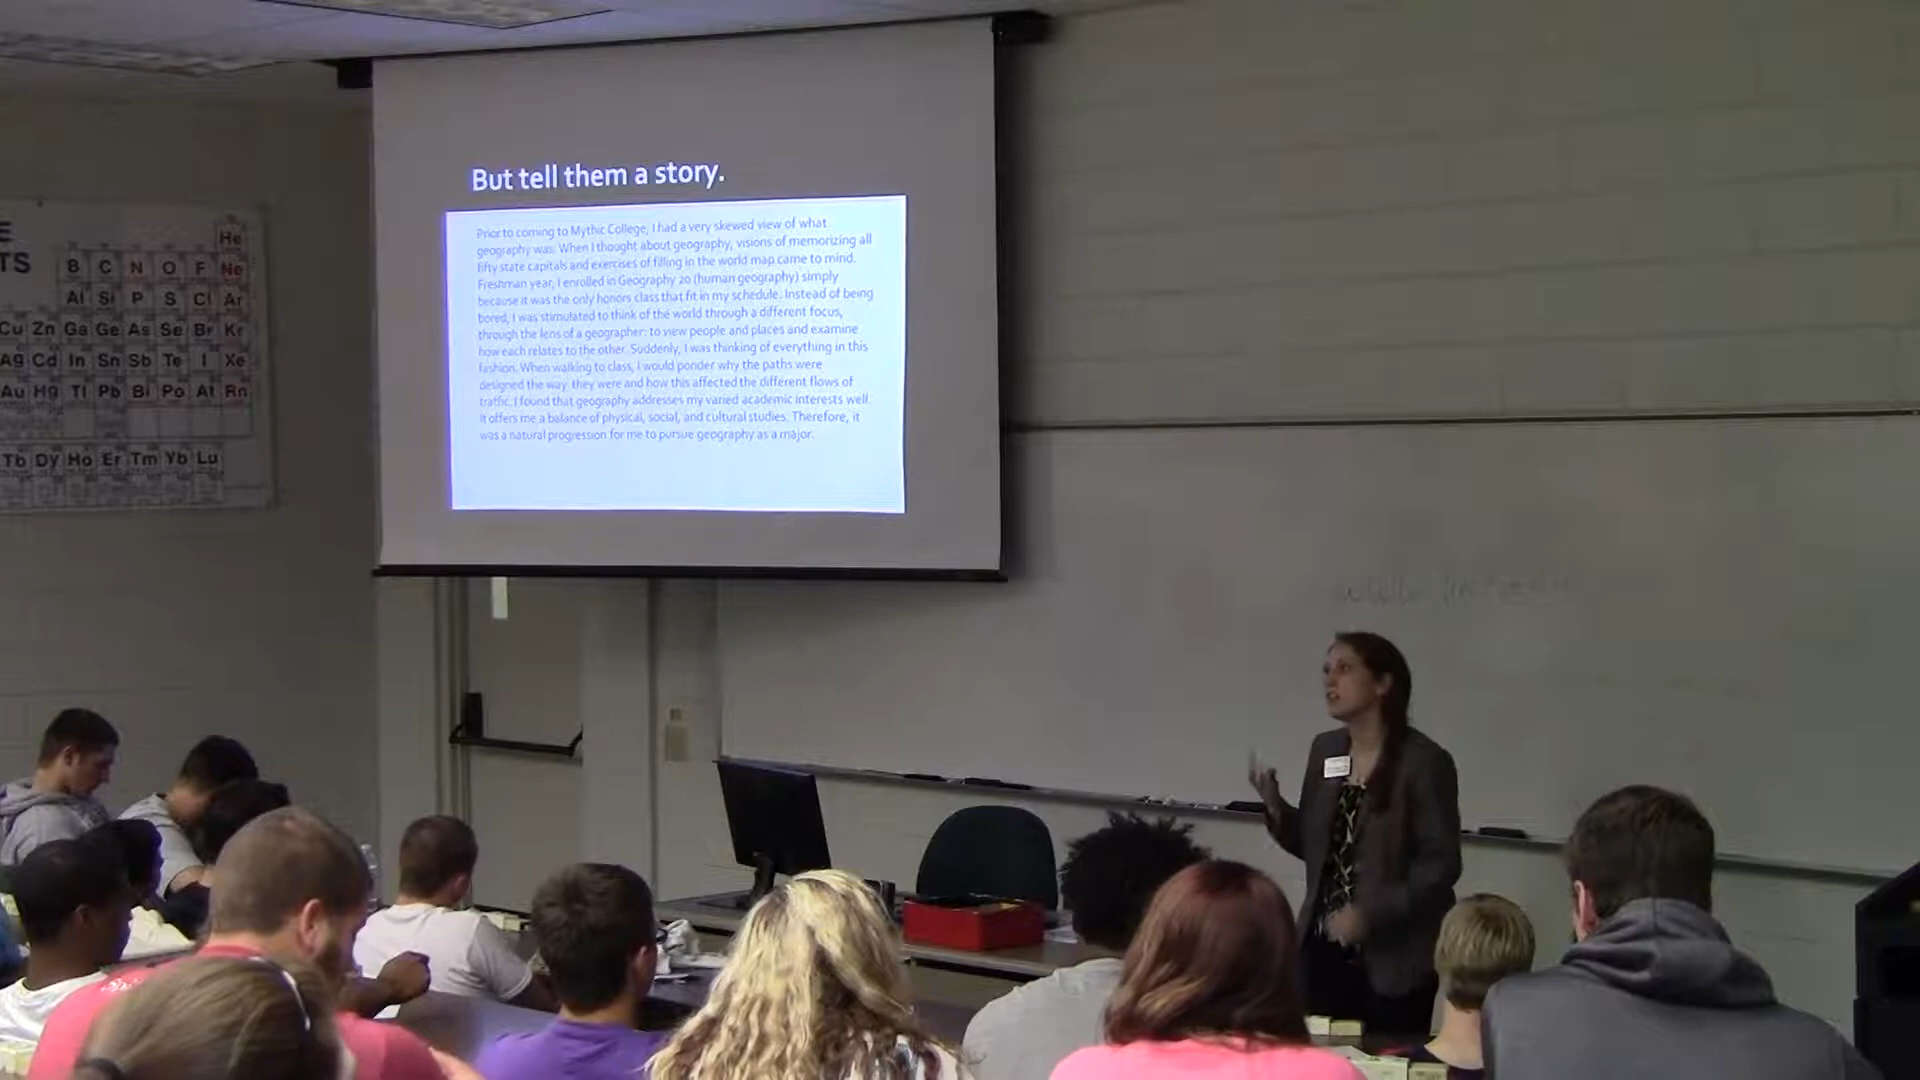 But tell them a story.
Prior to coming to Mythic College, I had a very skewed view of what
geography was. When I thought about geography, visions of memorizing all
fifty state capitals and exercises of filling in the world map came to mind.
Freshman year, I enrolled in Geography 20 (human geography) simply
because it was the only honors class that fit in my schedule. Instead of being
bored, I was stimulated to think of the world through a different focus,
through the lens of a geographer: to view people and places and examine
how each relates to the other. Suddenly, I was thinking of everything in this
fashion. When walking to class, I would ponder why the paths were
designed the way they were and how this affected the different flows of
traffic. I found that geography addresses my varied academic interests well.
It offers me a balance of physical, social, and cultural studies. Therefore, it
was a natural progression for me to pursue geography as a major.
E
TS
He
B C N O F Ne
Al Si P S Cl Ar
Cu Zn Ga Ge As Se Br Kr
Ag Cd In Sn Sb Te I Xe
Au Hg Tl Pb Bi Po At Rn
Tb Dy Ho Er Tm Yb Lu